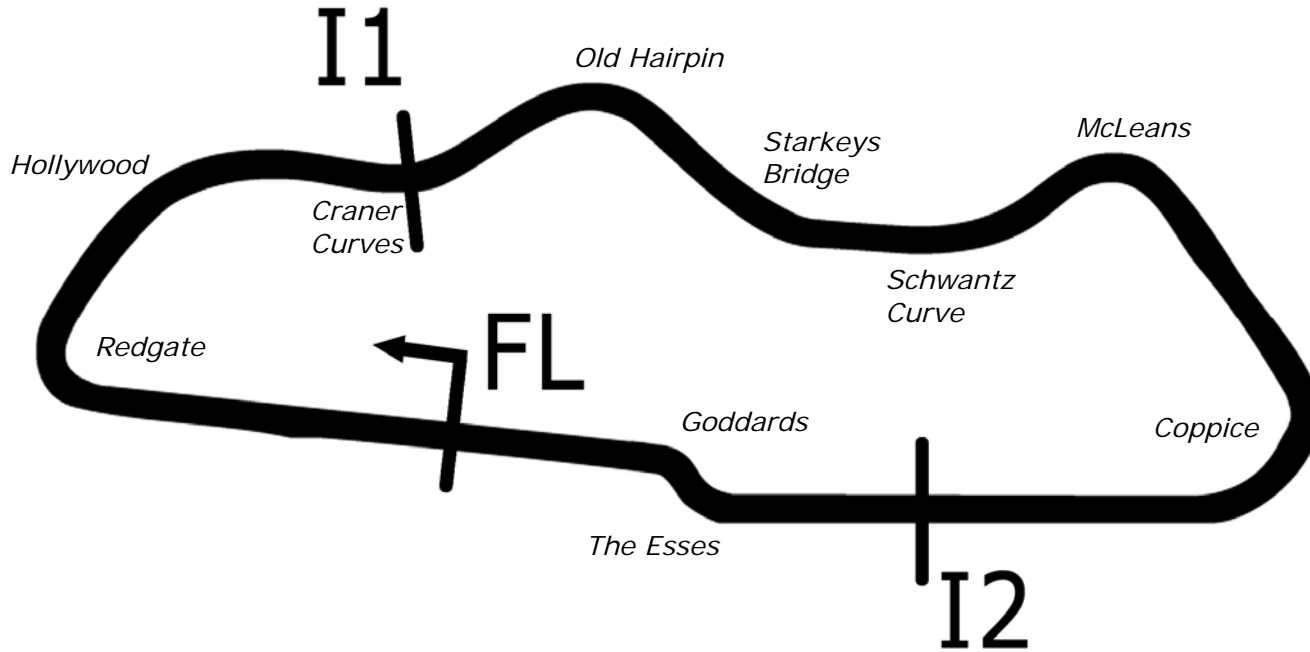 I1
Old Hairpin
Starkeys
Bridge
McLeans
Hollywood
Craner
Curves
Schwantz
Curve
Redgate
FL
Goddards
Coppice
The Esses
I2